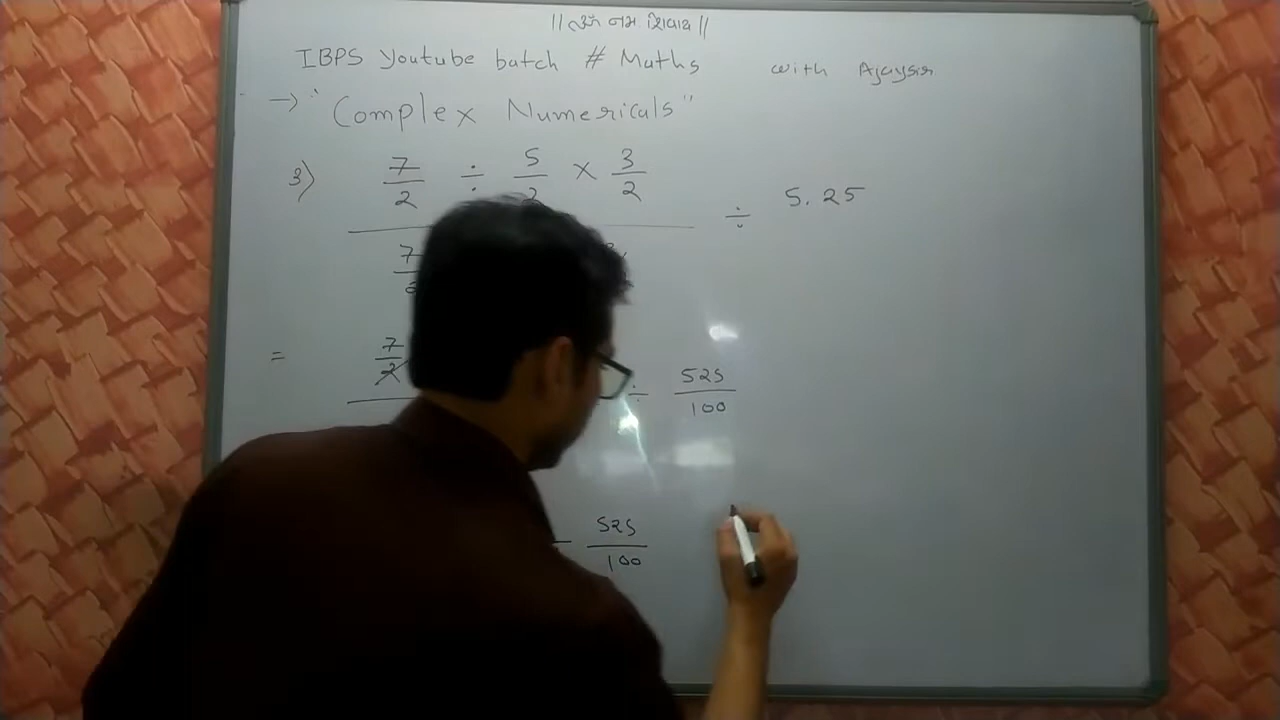 || ॐ નમ: શિવાય ||
IBPS Youtube batch # Maths with Ajaysir
→ "Complex Numericals"
3) 7/2 ÷ 5/2 × 3/2 ÷ 5.25
7
= 7/2 ÷ 525/100
525/100